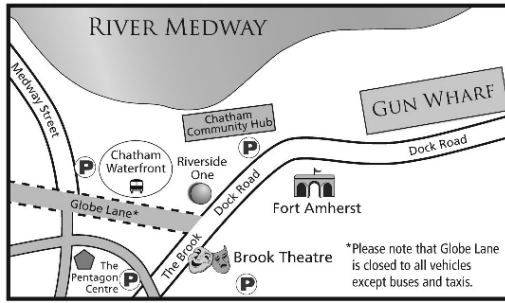 RIVER MEDWAY
Medway Street
GUN WHARF
Chatham
Community Hub
P
Dock Road
P
Chatham
Waterfront
Riverside
One
Dock Road
Fort Amherst
Globe Lane*
The Brook
Brook Theatre
The
Pentagon
Centre
P
P
*Please note that Globe Lane
is closed to all vehicles
except buses and taxis.